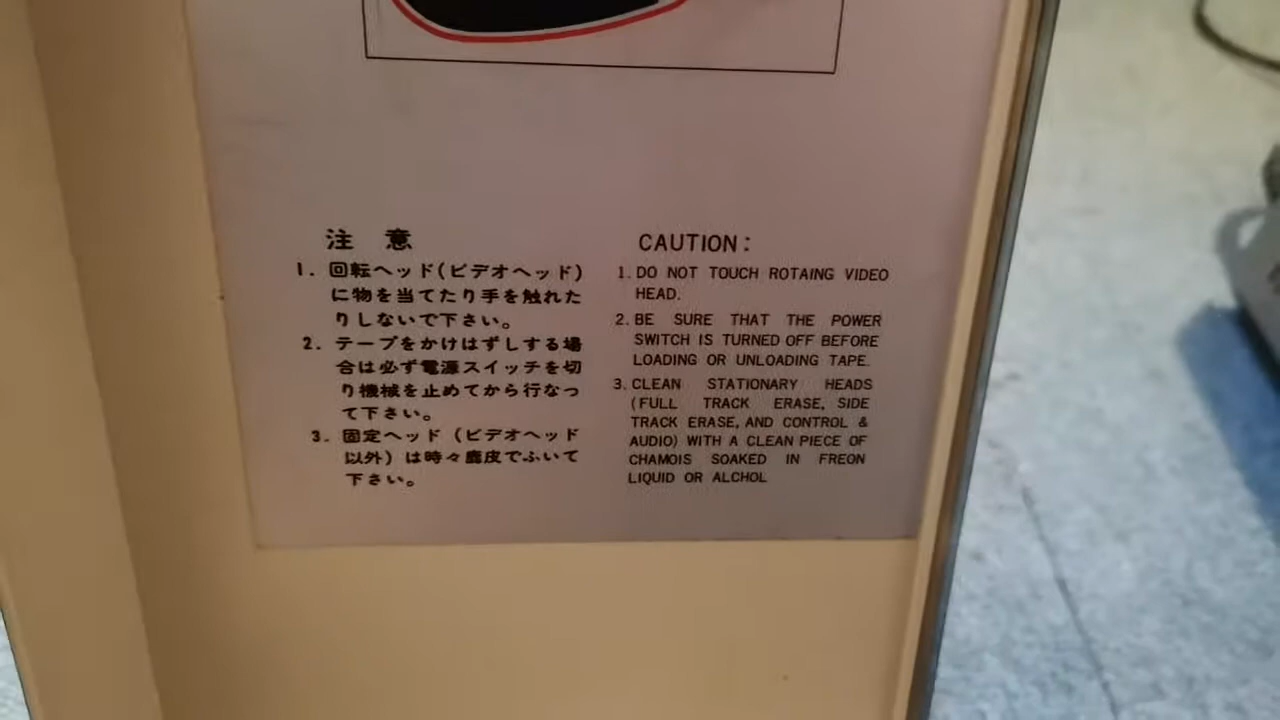 注 意
1. 回転ヘッド(ビデオヘッド)
に物を当てたり手を触れた
りしないで下さい。
2. テープをかけはずしする場
合は必ず電源スイッチを切
り機械を止めてから行なっ
て下さい。
3. 固定ヘッド (ビデオヘッド
以外) は時々鹿皮でふいて
下さい。
CAUTION:
1. DO NOT TOUCH ROTAING VIDEO
HEAD.
2. BE SURE THAT THE POWER
SWITCH IS TURNED OFF BEFORE
LOADING OR UNLOADING TAPE.
3. CLEAN STATIONARY HEADS
(FULL TRACK ERASE, SIDE
TRACK ERASE, AND CONTROL &
AUDIO) WITH A CLEAN PIECE OF
CHAMOIS SOAKED IN FREON
LIQUID OR ALCHOL